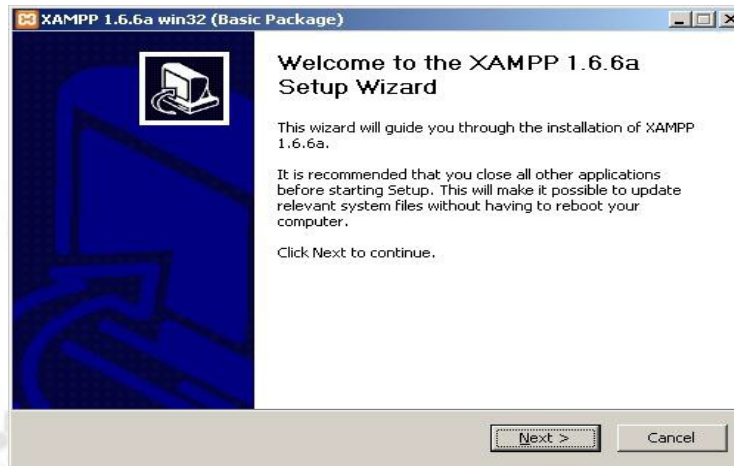 XAMPP 1.6.6a win32 (Basic Package)
Welcome to the XAMPP 1.6.6a
Setup Wizard
This wizard will guide you through the installation of XAMPP
1.6.6a.
It is recommended that you close all other applications
before starting Setup. This will make it possible to update
relevant system files without having to reboot your
computer.
Click Next to continue.
Next >
Cancel